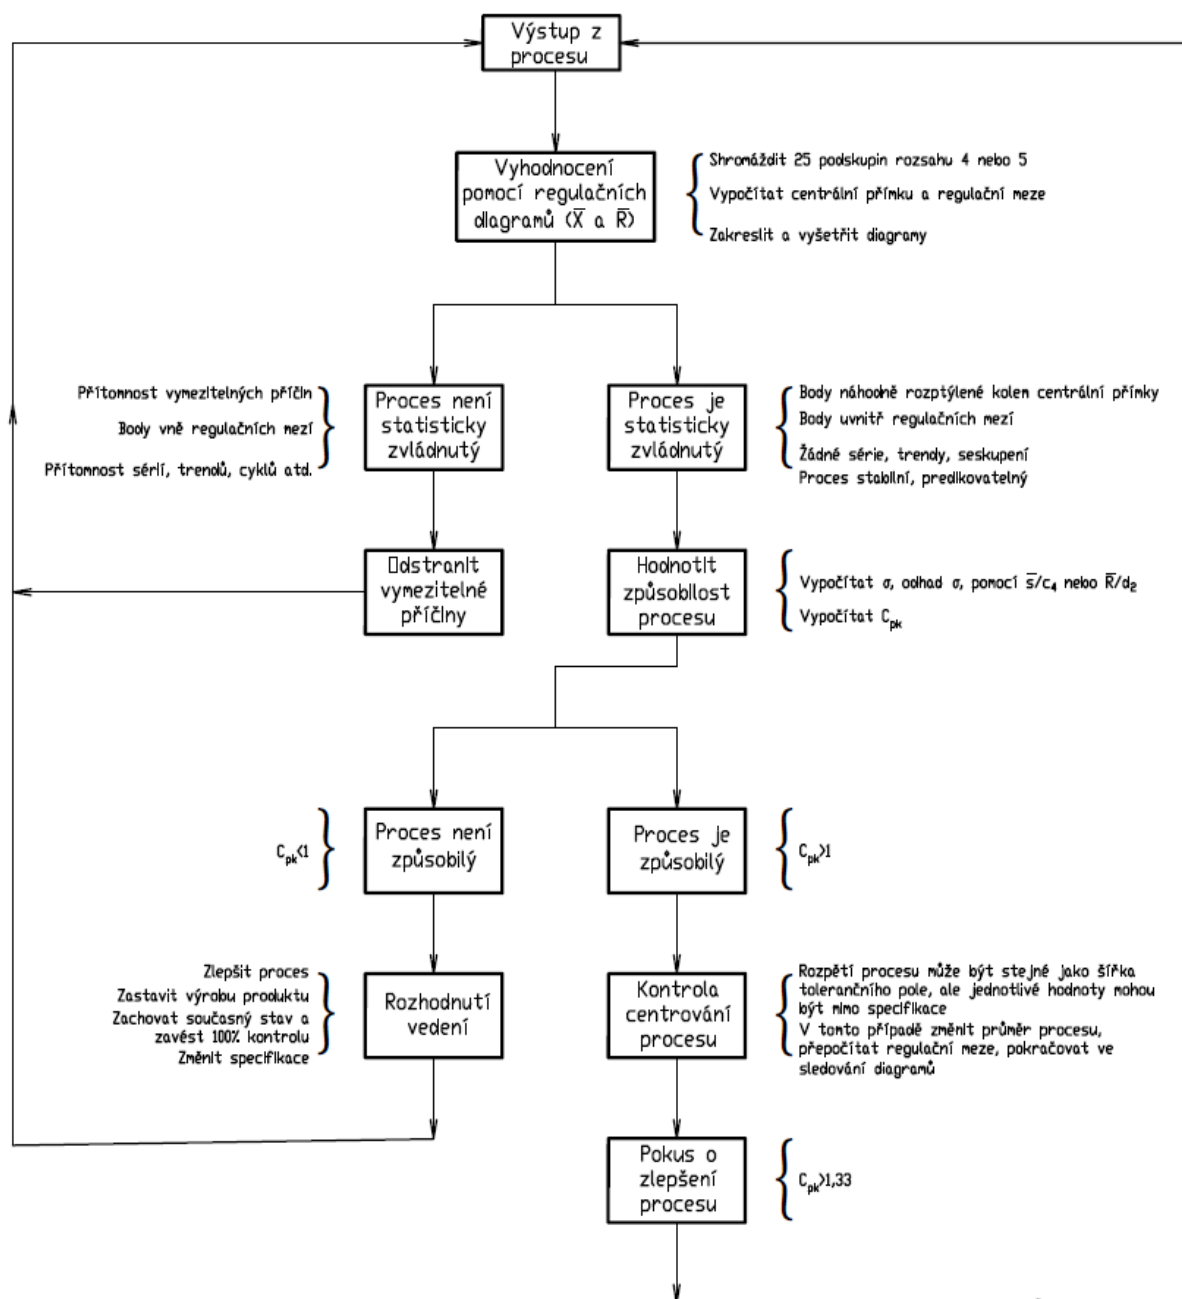 Výstup z
procesu
Vyhodnocení
pomocí regulačních
dlagramů (X̅ a R̅)
Shromáždit 25 podskupin rozsahu 4 nebo 5
Vypočítat centrální přímku a regulační meze
Zakreslit a vyšetřit diagramy
Přítomnost vymezitelných příčin
Body vně regulačních mezí
Přítomnost sérií, trendů, cyklů atd.
Proces není
statisticky
zvládnutý
Proces je
statisticky
zvládnutý
Body náhodně rozptýlené kolem centrální přímky
Body uvnitř regulačních mezí
Žádné série, trendy, seskupení
Proces stabilní, predikovatelný
Odstranit
vymezitelné
příčiny
Hodnotit
způsobilost
procesu
Vypočítat σ, odhad σ, pomocí s̅/c₄ nebo R̅/d₂
Vypočítat Cpk
Cpk<1
Proces není
způsobilý
Proces je
způsobilý
Cpk>1
Zlepšit proces
Zastavit výrobu produktu
Zachovat současný stav a
zavést 100% kontrolu
Změnit specifikace
Rozhodnutí
vedení
Kontrola
centrování
procesu
Rozpětí procesu může být stejné jako šířka
tolerančního pole, ale jednotlivé hodnoty mohou
být mimo specifikace
V tomto případě změnit průměr procesu,
přepočítat regulační meze, pokračovat ve
sledování diagramů
Pokus o
zlepšení
procesu
Cpk>1,33